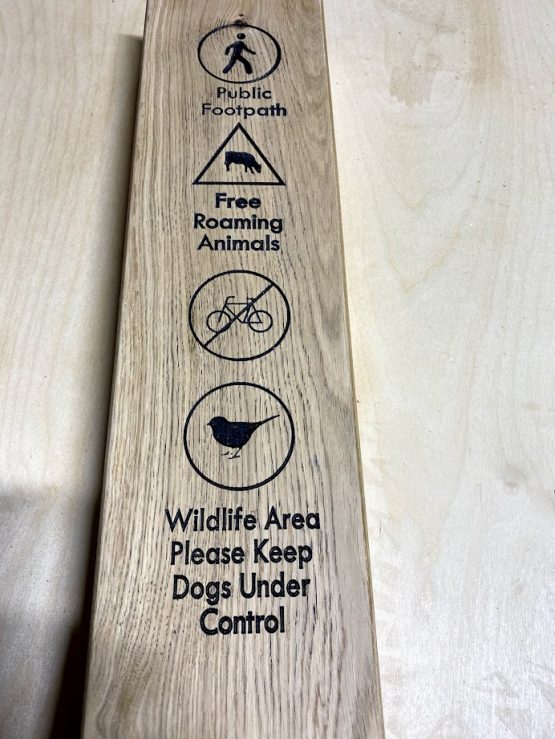 Public
Footpath
Free
Roaming
Animals
Wildlife Area
Please Keep
Dogs Under
Control